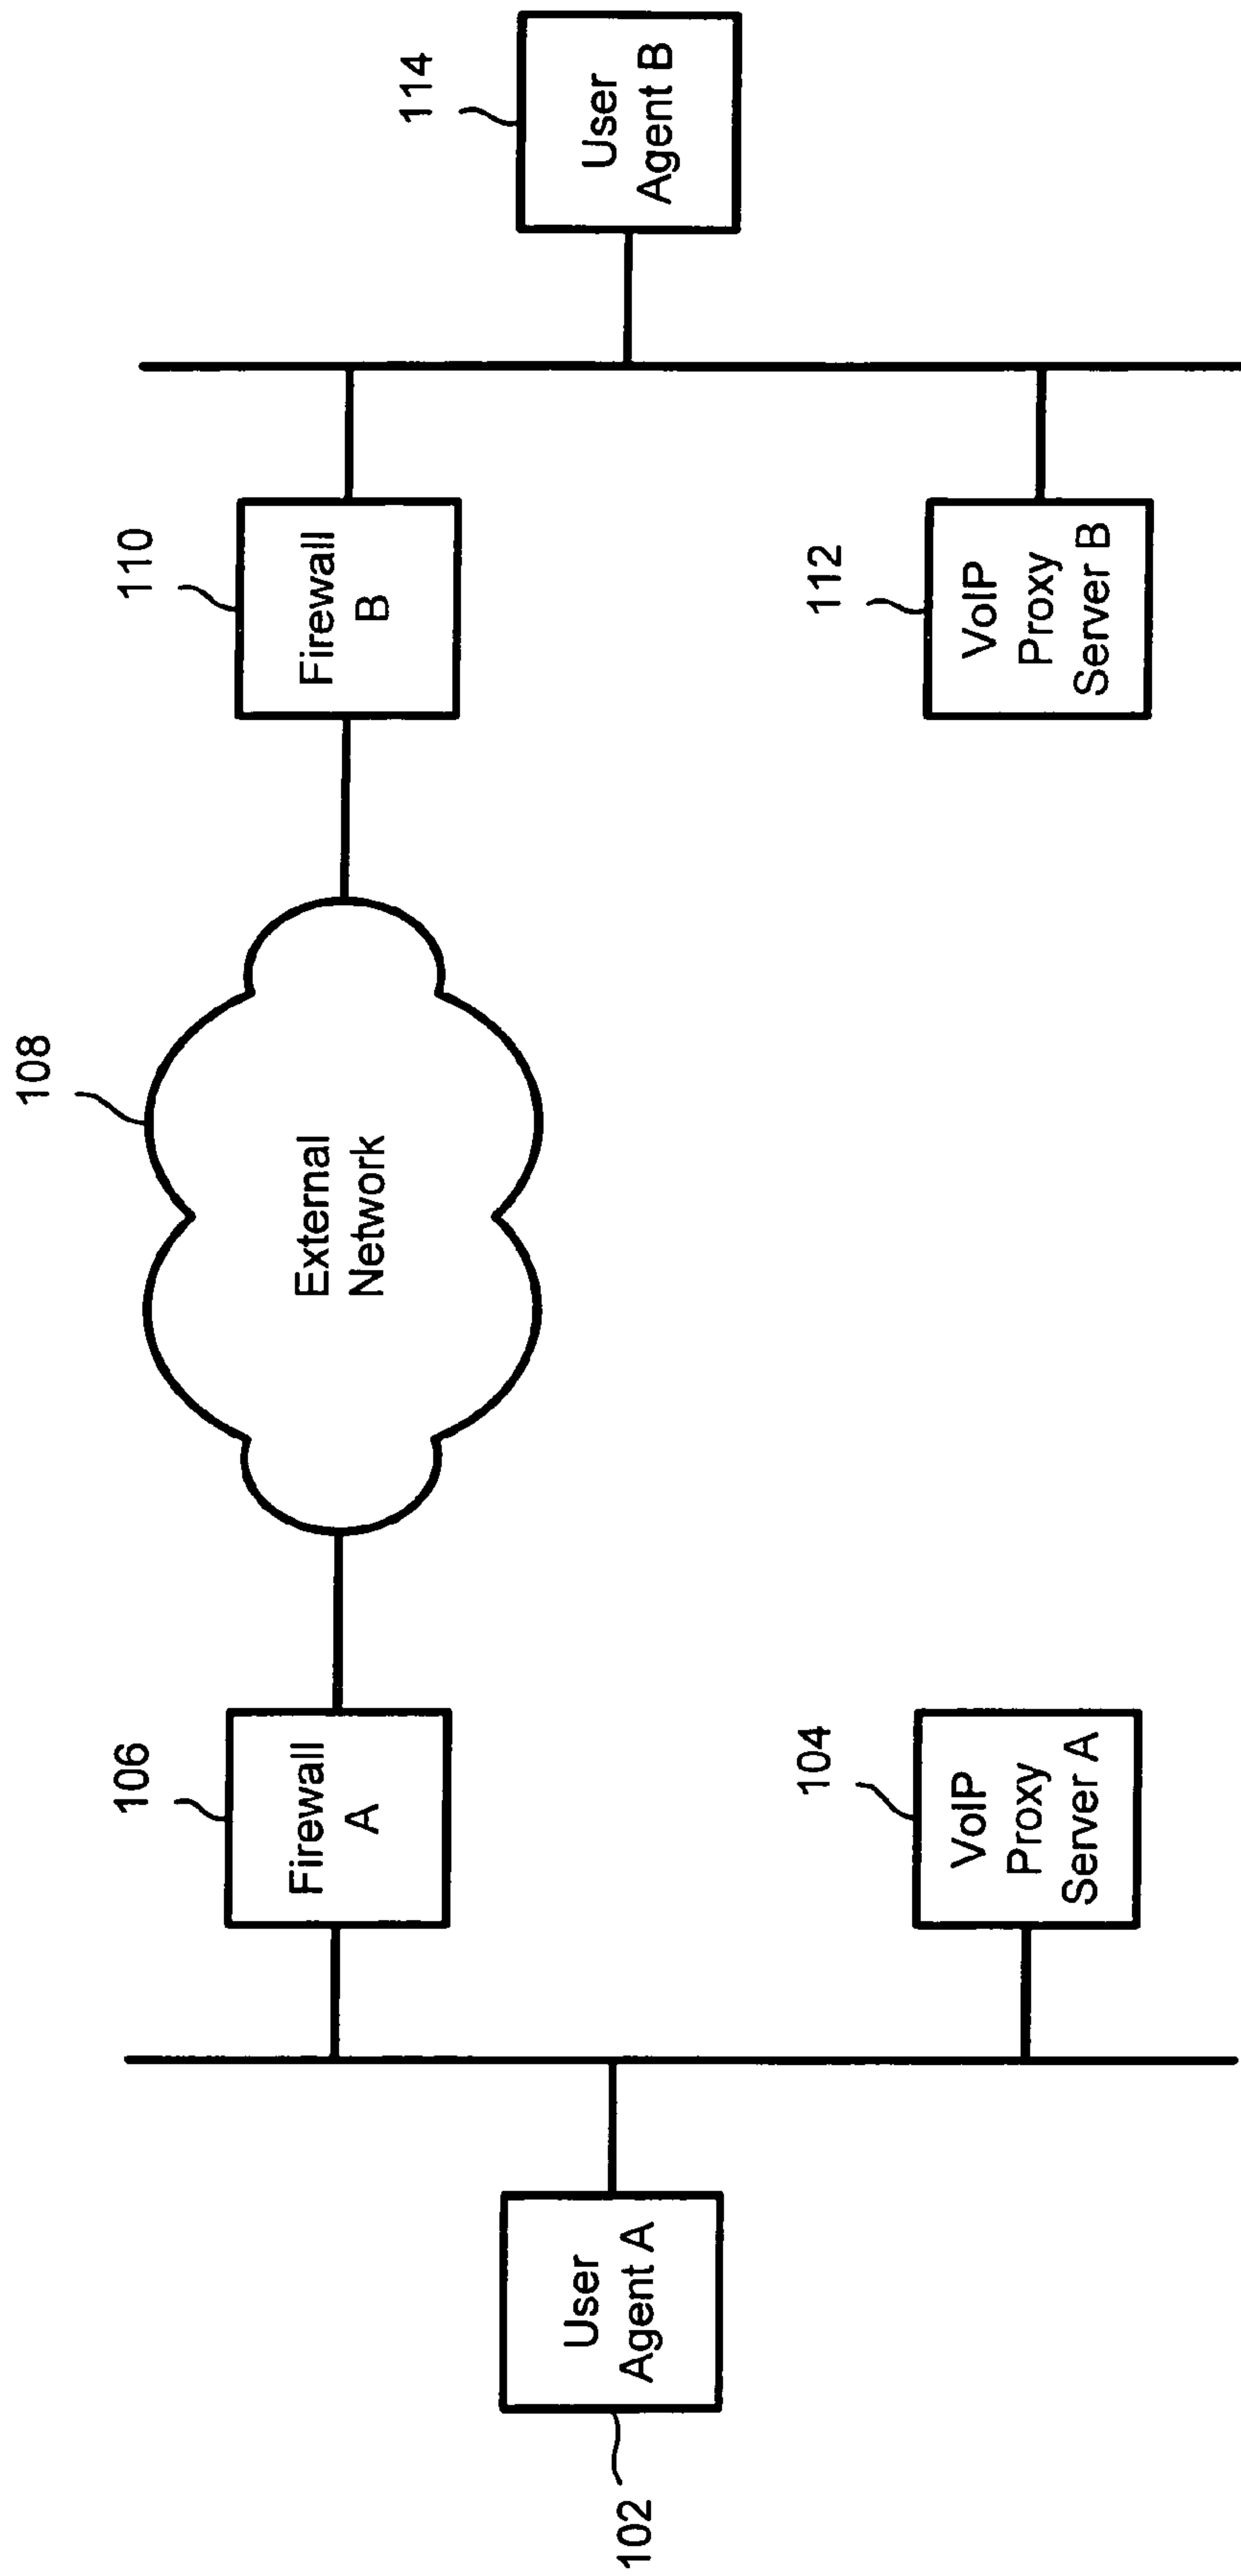 108
External
Network
106
Firewall
A
110
Firewall
B
114
User
Agent B
User
Agent A
102
104
VoIP
Proxy
Server A
112
VoIP
Proxy
Server B